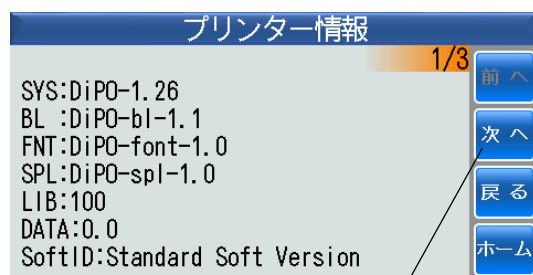 プリンター情報
1/3
SYS:DiPO-1.26
BL :DiPO-bl-1.1
FNT:DiPO-font-1.0
SPL:DiPO-spl-1.0
LIB:100
DATA:0.0
SoftID:Standard Soft Version
前 へ
次 へ
戻 る
ホーム